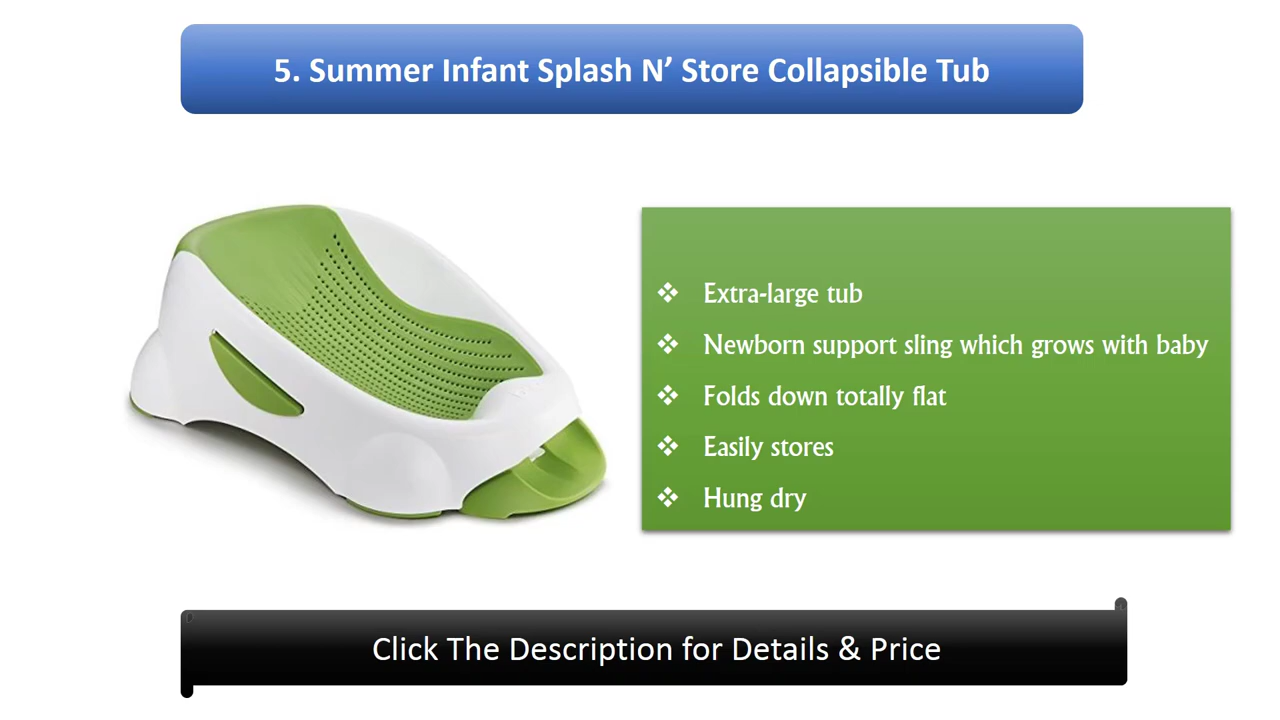 5. Summer Infant Splash N’ Store Collapsible Tub
❖ Extra-large tub
❖ Newborn support sling which grows with baby
❖ Folds down totally flat
❖ Easily stores
❖ Hung dry
Click The Description for Details & Price